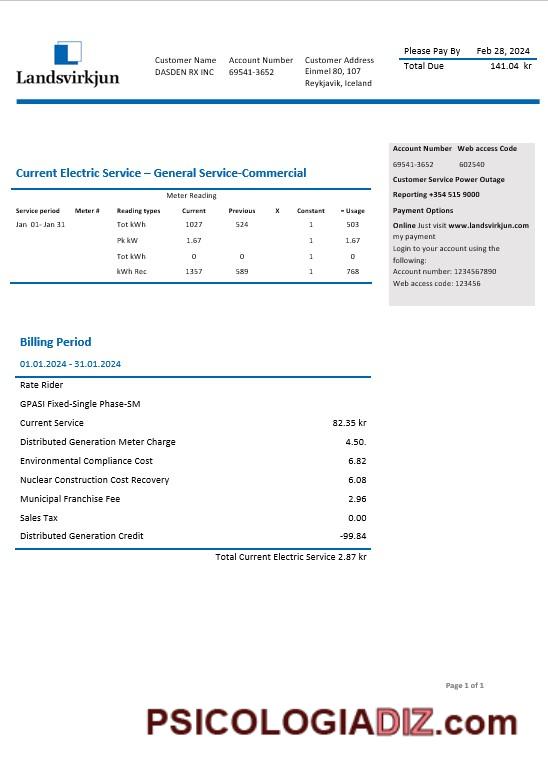 Landsvirkjun
Customer Name Account Number Customer Address
DASDEN RX INC 69541-3652 Einmel 80, 107
Reykjavik, Iceland
Please Pay By Feb 28, 2024
Total Due 141.04 kr
Current Electric Service – General Service-Commercial
Meter Reading
Service period Meter # Reading types Current Previous X Constant = Usage
Jan 01- Jan 31 Tot kWh 1027 524 1 503
Pk kW 1.67 1 1.67
Tot kWh 0 0 1 0
kWh Rec 1357 589 1 768
Account Number Web access Code
69541-3652 602540
Customer Service Power Outage
Reporting +354 515 9000
Payment Options
Online Just visit www.landsvirkjun.com
my payment
Login to your account using the
following:
Account number: 1234567890
Web access code: 123456
Billing Period
01.01.2024 - 31.01.2024
Rate Rider
GPASI Fixed-Single Phase-SM
Current Service 82.35 kr
Distributed Generation Meter Charge 4.50.
Environmental Compliance Cost 6.82
Nuclear Construction Cost Recovery 6.08
Municipal Franchise Fee 2.96
Sales Tax 0.00
Distributed Generation Credit -99.84
Total Current Electric Service 2.87 kr
Page 1 of 1
PSICOLOGIADIZ.com